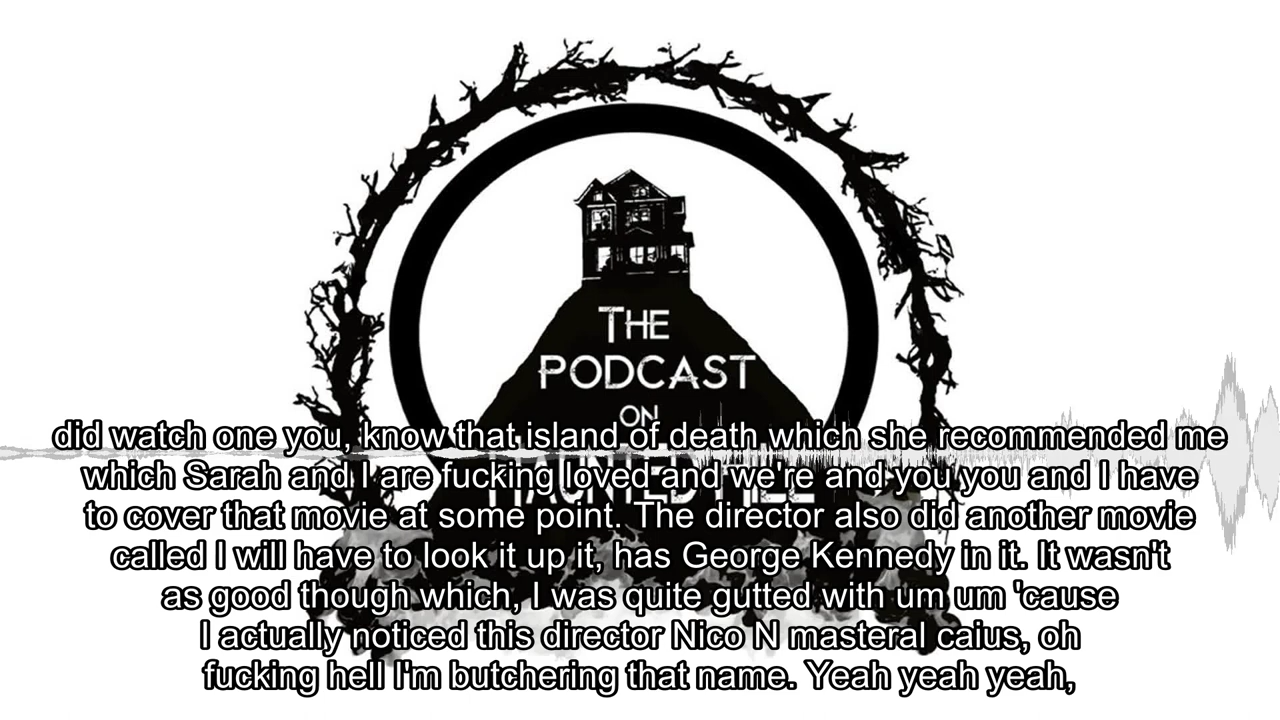 THE
PODCAST
ON
HAUNTED HILL
did watch one you, know that island of death which she recommended me
which Sarah and I are fucking loved and we're and you you and I have
to cover that movie at some point. The director also did another movie
called I will have to look it up it, has George Kennedy in it. It wasn't
as good though which, I was quite gutted with um um 'cause
I actually noticed this director Nico N masteral caius, oh
fucking hell I'm butchering that name. Yeah yeah yeah,